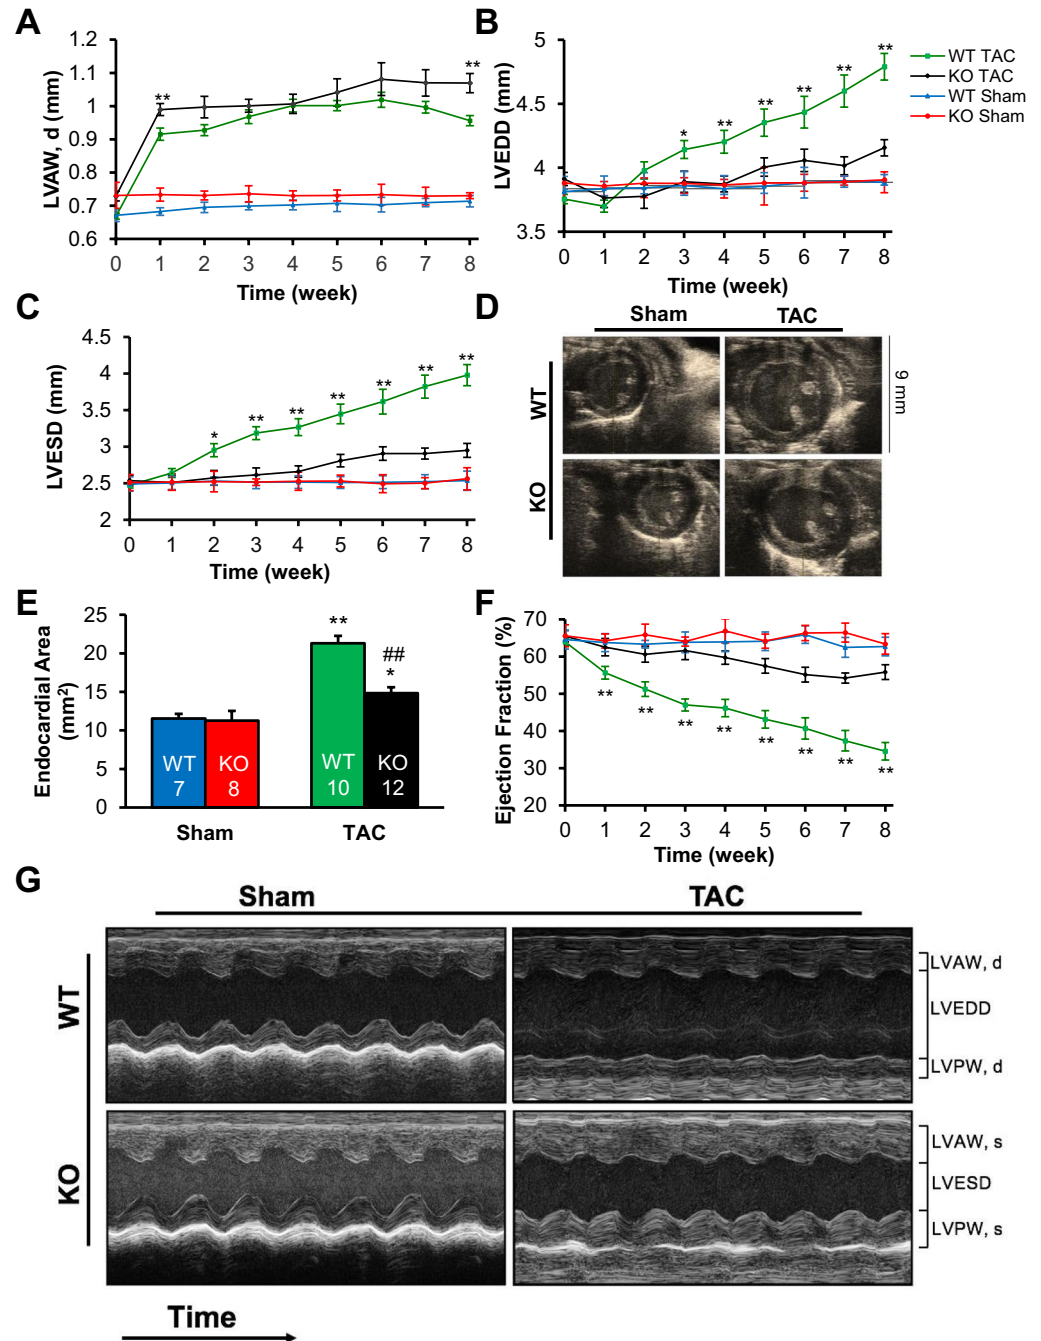 A
LVAW, d (mm)
1.2
1.1
1
0.9
0.8
0.7
0.6
**
**
0 1 2 3 4 5 6 7 8
Time (week)
B
LVEDD (mm)
5
4.5
4
3.5
* ** ** ** ** **
0 1 2 3 4 5 6 7 8
Time (week)
WT TAC
KO TAC
WT Sham
KO Sham
C
LVESD (mm)
4.5
4
3.5
3
2.5
2
* ** ** ** ** ** **
0 1 2 3 4 5 6 7 8
Time (week)
D
Sham TAC
WT
KO
9 mm
E
Endocardial Area
(mm²)
25
20
15
10
5
0
**
##
*
WT KO WT KO
7 8 10 12
Sham TAC
F
Ejection Fraction (%)
70
60
50
40
30
20
** ** ** ** ** ** ** **
0 1 2 3 4 5 6 7 8
Time (week)
G
Sham TAC
WT
KO
LVAW, d
LVEDD
LVPW, d
LVAW, s
LVESD
LVPW, s
Time